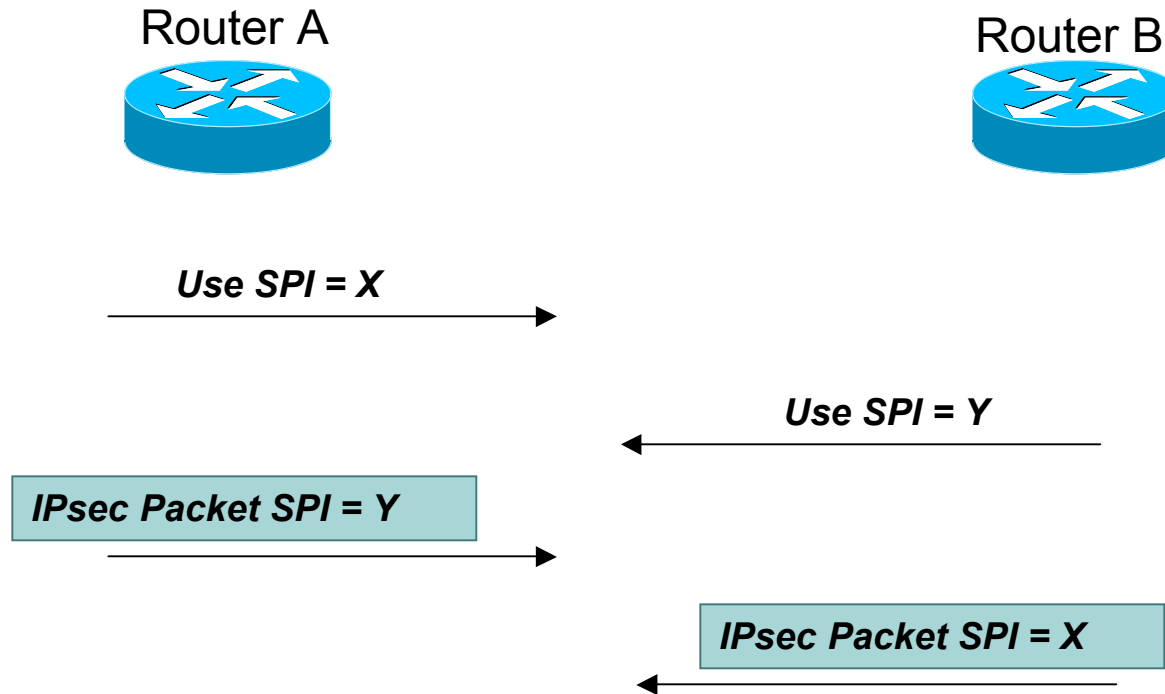 Router A
Router B
Use SPI = X
Use SPI = Y
IPsec Packet SPI = Y
IPsec Packet SPI = X